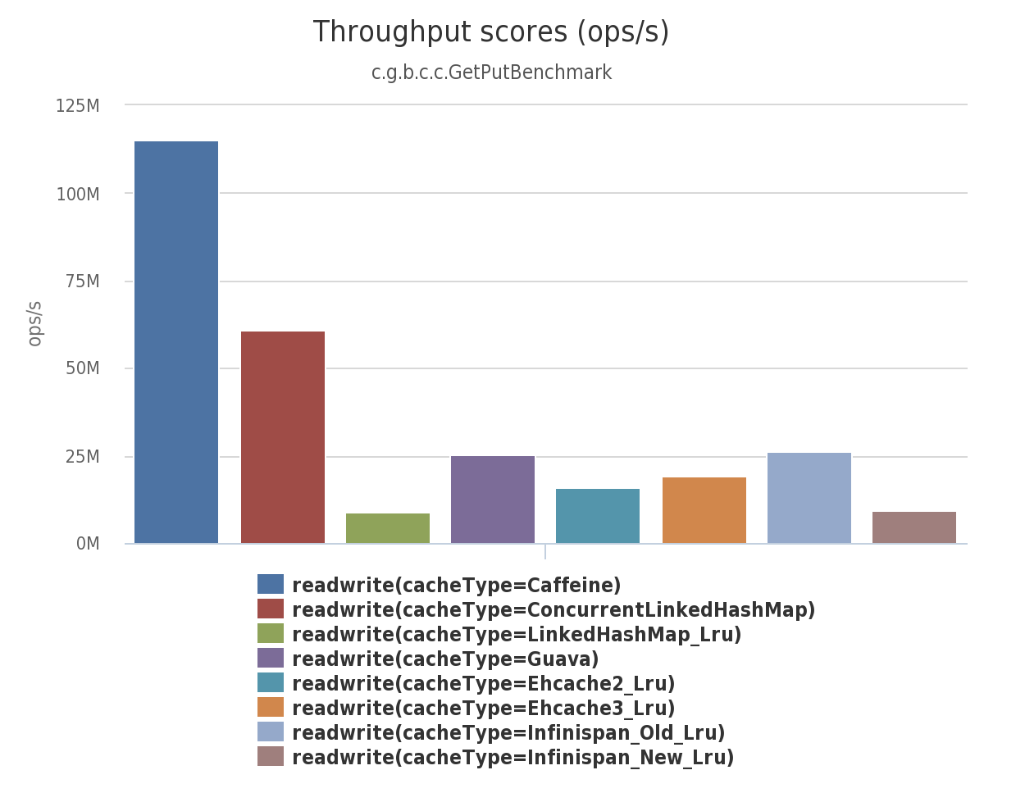 Throughput scores (ops/s)
c.g.b.c.c.GetPutBenchmark
125M
100M
75M
50M
25M
0M
ops/s
readwrite(cacheType=Caffeine)
readwrite(cacheType=ConcurrentLinkedHashMap)
readwrite(cacheType=LinkedHashMap_Lru)
readwrite(cacheType=Guava)
readwrite(cacheType=Ehcache2_Lru)
readwrite(cacheType=Ehcache3_Lru)
readwrite(cacheType=Infinispan_Old_Lru)
readwrite(cacheType=Infinispan_New_Lru)